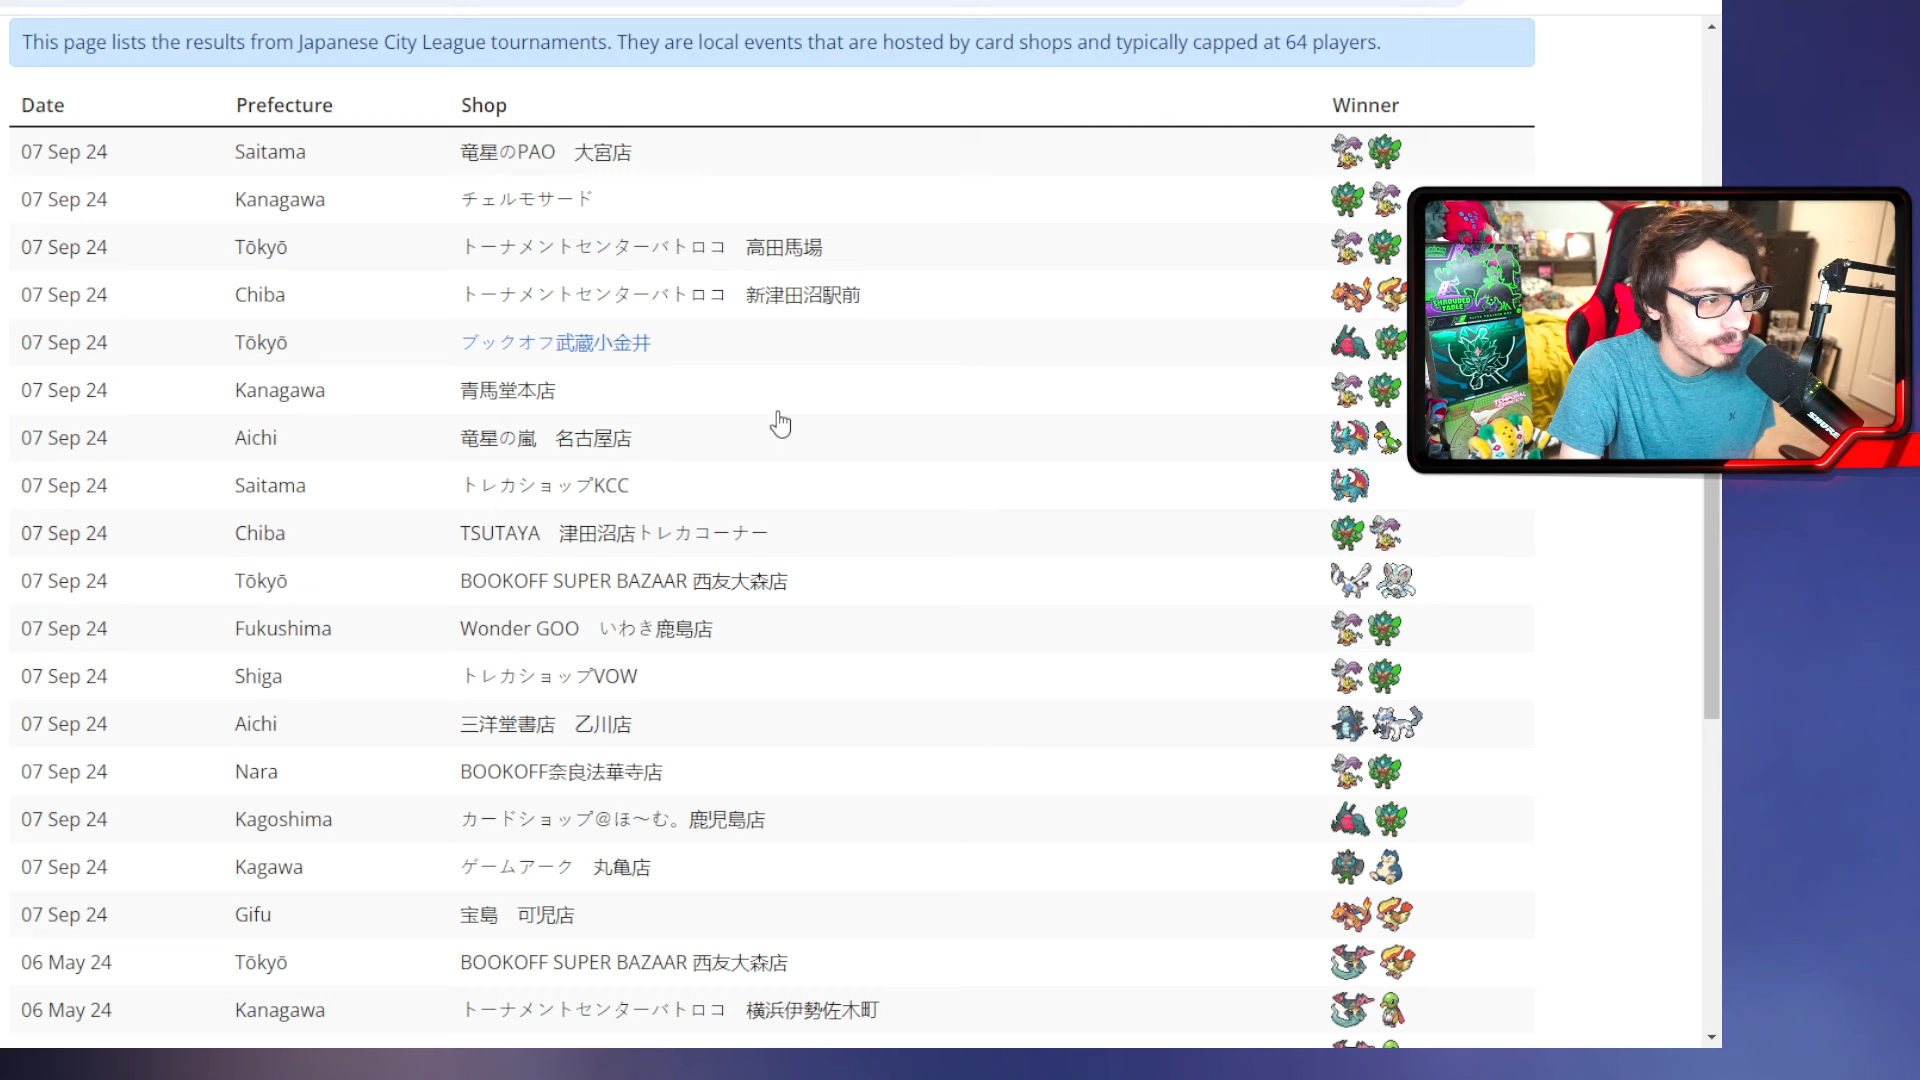 This page lists the results from Japanese City League tournaments. They are local events that are hosted by card shops and typically capped at 64 players.
Date Prefecture Shop Winner
07 Sep 24 Saitama 竜星のPAO 大宮店
07 Sep 24 Kanagawa チェルモサード
07 Sep 24 Tōkyō トーナメントセンターバトロコ 高田馬場
07 Sep 24 Chiba トーナメントセンターバトロコ 新津田沼駅前
07 Sep 24 Tōkyō ブックオフ武蔵小金井
07 Sep 24 Kanagawa 青馬堂本店
07 Sep 24 Aichi 竜星の嵐 名古屋店
07 Sep 24 Saitama トレカショップKCC
07 Sep 24 Chiba TSUTAYA 津田沼店トレカコーナー
07 Sep 24 Tōkyō BOOKOFF SUPER BAZAAR 西友大森店
07 Sep 24 Fukushima Wonder GOO いわき鹿島店
07 Sep 24 Shiga トレカショップVOW
07 Sep 24 Aichi 三洋堂書店 乙川店
07 Sep 24 Nara BOOKOFF奈良法華寺店
07 Sep 24 Kagoshima カードショップ@ほ〜む。鹿児島店
07 Sep 24 Kagawa ゲームアーク 丸亀店
07 Sep 24 Gifu 宝島 可児店
06 May 24 Tōkyō BOOKOFF SUPER BAZAAR 西友大森店
06 May 24 Kanagawa トーナメントセンターバトロコ 横浜伊勢佐木町
SHROUDED
FABLE
TEMPORAL
SHURE